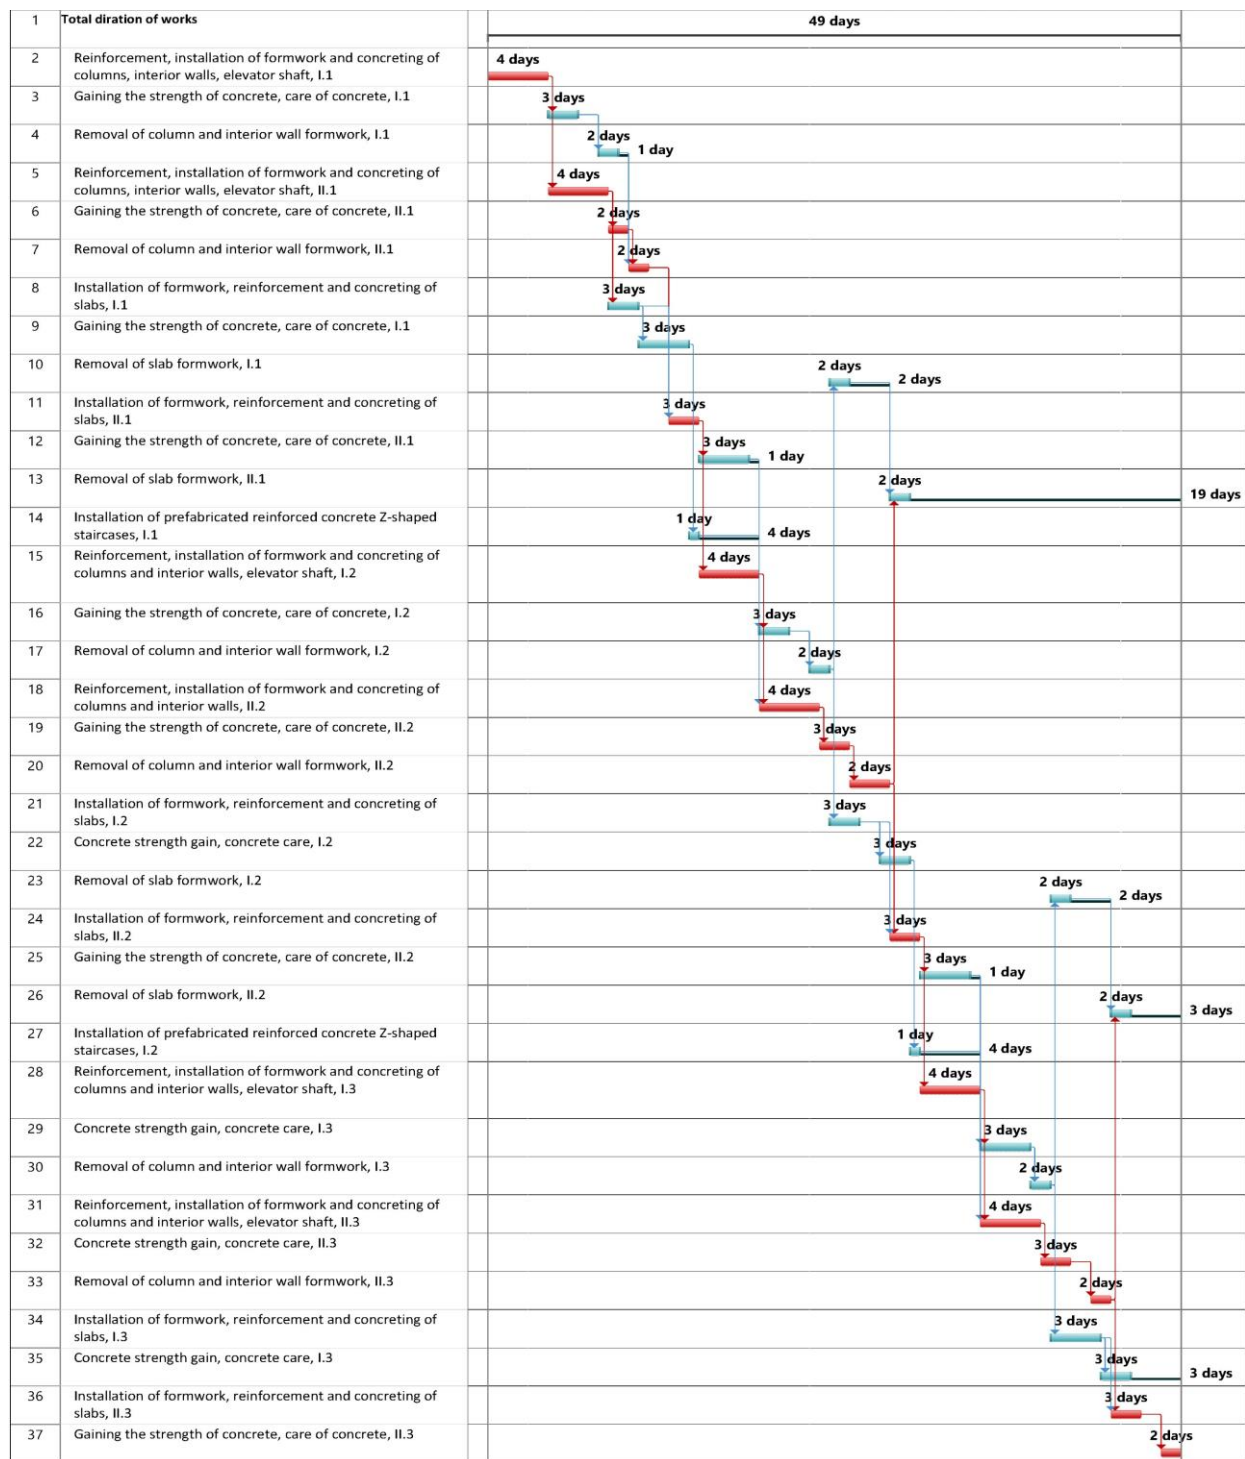 1 Total diration of works 49 days
2 Reinforcement, installation of formwork and concreting of
columns, interior walls, elevator shaft, I.1
4 days
3 Gaining the strength of concrete, care of concrete, I.1
3 days
4 Removal of column and interior wall formwork, I.1
2 days
1 day
5 Reinforcement, installation of formwork and concreting of
columns, interior walls, elevator shaft, II.1
4 days
6 Gaining the strength of concrete, care of concrete, II.1
2 days
7 Removal of column and interior wall formwork, II.1
2 days
8 Installation of formwork, reinforcement and concreting of
slabs, I.1
3 days
9 Gaining the strength of concrete, care of concrete, I.1
3 days
10 Removal of slab formwork, I.1
2 days
2 days
11 Installation of formwork, reinforcement and concreting of
slabs, II.1
3 days
12 Gaining the strength of concrete, care of concrete, II.1
3 days
1 day
13 Removal of slab formwork, II.1
2 days
19 days
14 Installation of prefabricated reinforced concrete Z-shaped
staircases, I.1
1 day
4 days
15 Reinforcement, installation of formwork and concreting of
columns and interior walls, elevator shaft, I.2
4 days
16 Gaining the strength of concrete, care of concrete, I.2
3 days
17 Removal of column and interior wall formwork, I.2
2 days
18 Reinforcement, installation of formwork and concreting of
columns and interior walls, II.2
4 days
19 Gaining the strength of concrete, care of concrete, II.2
3 days
20 Removal of column and interior wall formwork, II.2
2 days
21 Installation of formwork, reinforcement and concreting of
slabs, I.2
3 days
22 Concrete strength gain, concrete care, I.2
3 days
23 Removal of slab formwork, I.2
2 days
2 days
24 Installation of formwork, reinforcement and concreting of
slabs, II.2
3 days
25 Gaining the strength of concrete, care of concrete, II.2
3 days
1 day
26 Removal of slab formwork, II.2
2 days
3 days
27 Installation of prefabricated reinforced concrete Z-shaped
staircases, I.2
1 day
4 days
28 Reinforcement, installation of formwork and concreting of
columns and interior walls, elevator shaft, I.3
4 days
29 Concrete strength gain, concrete care, I.3
3 days
30 Removal of column and interior wall formwork, I.3
2 days
31 Reinforcement, installation of formwork and concreting of
columns and interior walls, elevator shaft, II.3
4 days
32 Concrete strength gain, concrete care, II.3
3 days
33 Removal of column and interior wall formwork, II.3
2 days
34 Installation of formwork, reinforcement and concreting of
slabs, I.3
3 days
35 Concrete strength gain, concrete care, I.3
3 days
3 days
36 Installation of formwork, reinforcement and concreting of
slabs, II.3
3 days
37 Gaining the strength of concrete, care of concrete, II.3
2 days